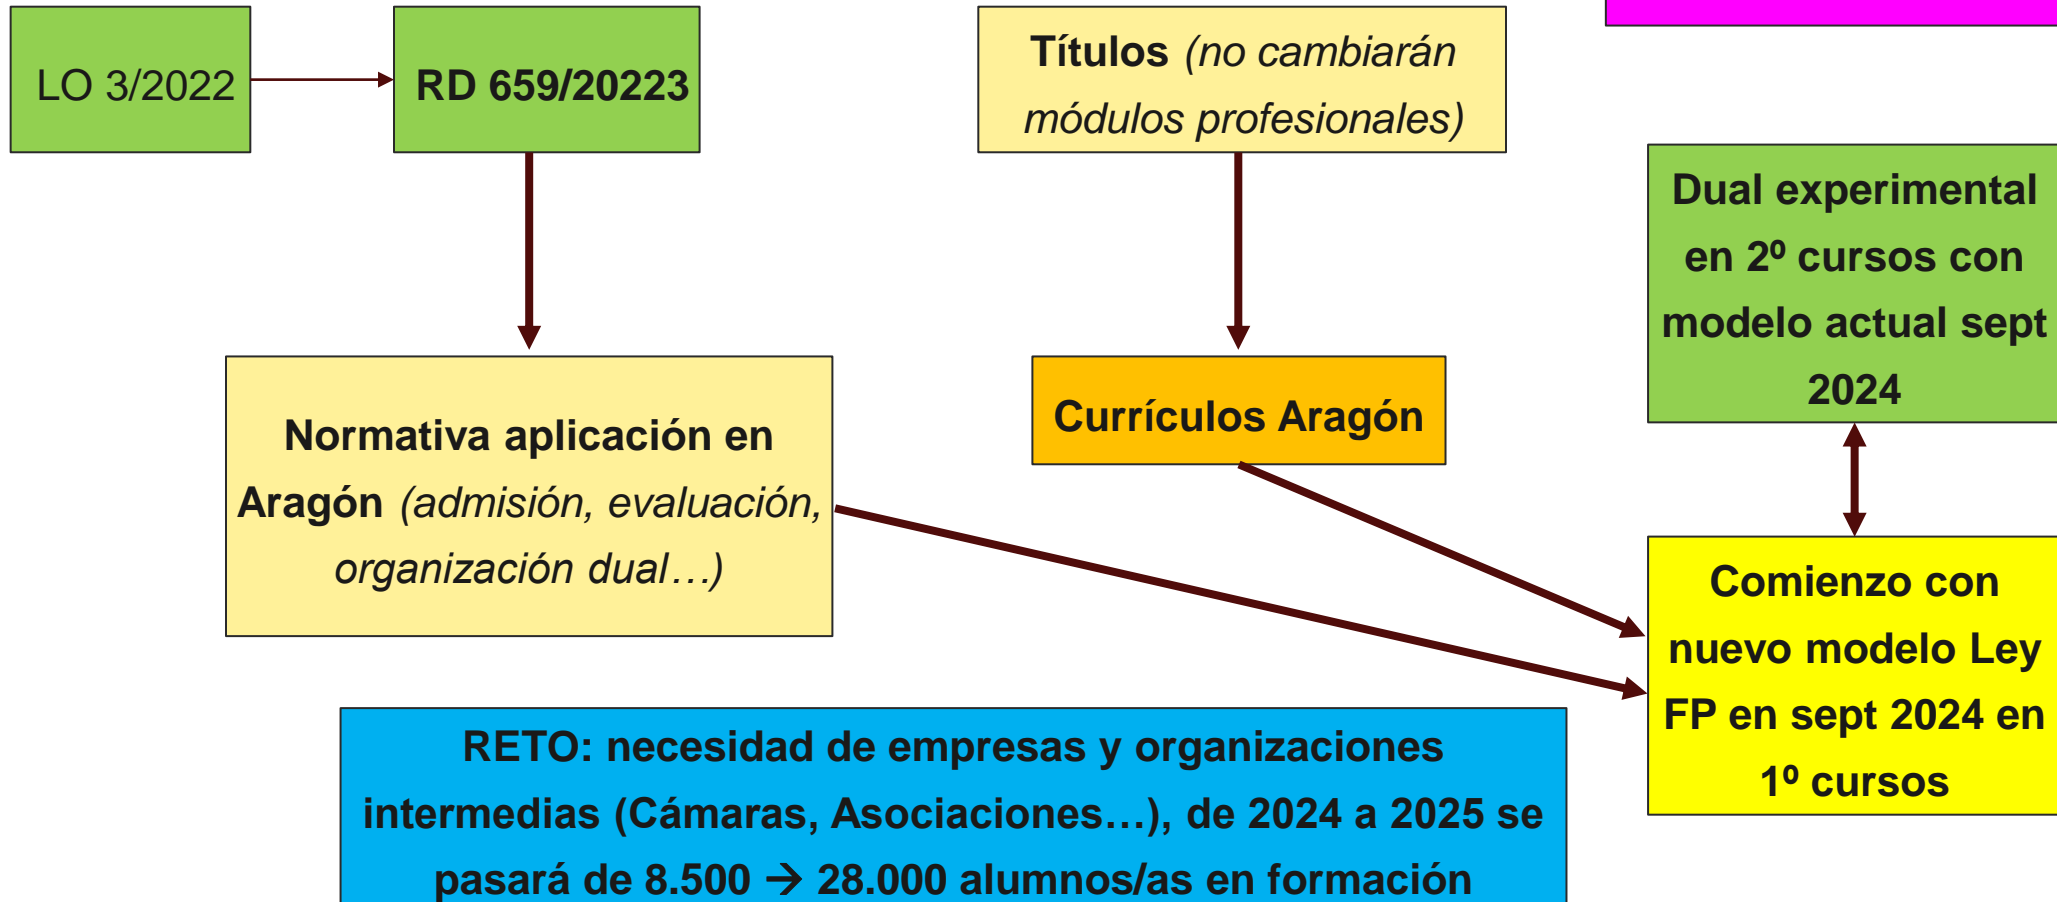 LO 3/2022
RD 659/20223
Títulos (no cambiarán
módulos profesionales)
Dual experimental
en 2º cursos con
modelo actual sept
2024
Normativa aplicación en
Aragón (admisión, evaluación,
organización dual…)
Currículos Aragón
Comienzo con
nuevo modelo Ley
FP en sept 2024 en
1º cursos
RETO: necesidad de empresas y organizaciones
intermedias (Cámaras, Asociaciones…), de 2024 a 2025 se
pasará de 8.500 → 28.000 alumnos/as en formación